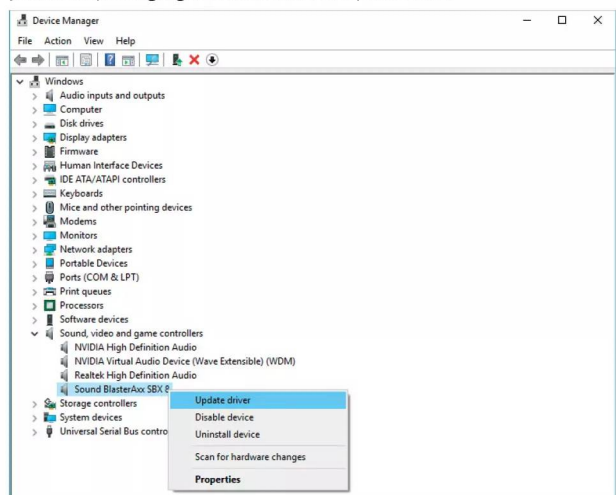 Device Manager
File Action View Help
Windows
Audio inputs and outputs
Computer
Disk drives
Display adapters
Firmware
Human Interface Devices
IDE ATA/ATAPI controllers
Keyboards
Mice and other pointing devices
Modems
Monitors
Network adapters
Portable Devices
Ports (COM & LPT)
Print queues
Processors
Software devices
Sound, video and game controllers
NVIDIA High Definition Audio
NVIDIA Virtual Audio Device (Wave Extensible) (WDM)
Realtek High Definition Audio
Sound BlasterAxx SBX 8
Storage controllers
System devices
Universal Serial Bus contro
Update driver
Disable device
Uninstall device
Scan for hardware changes
Properties